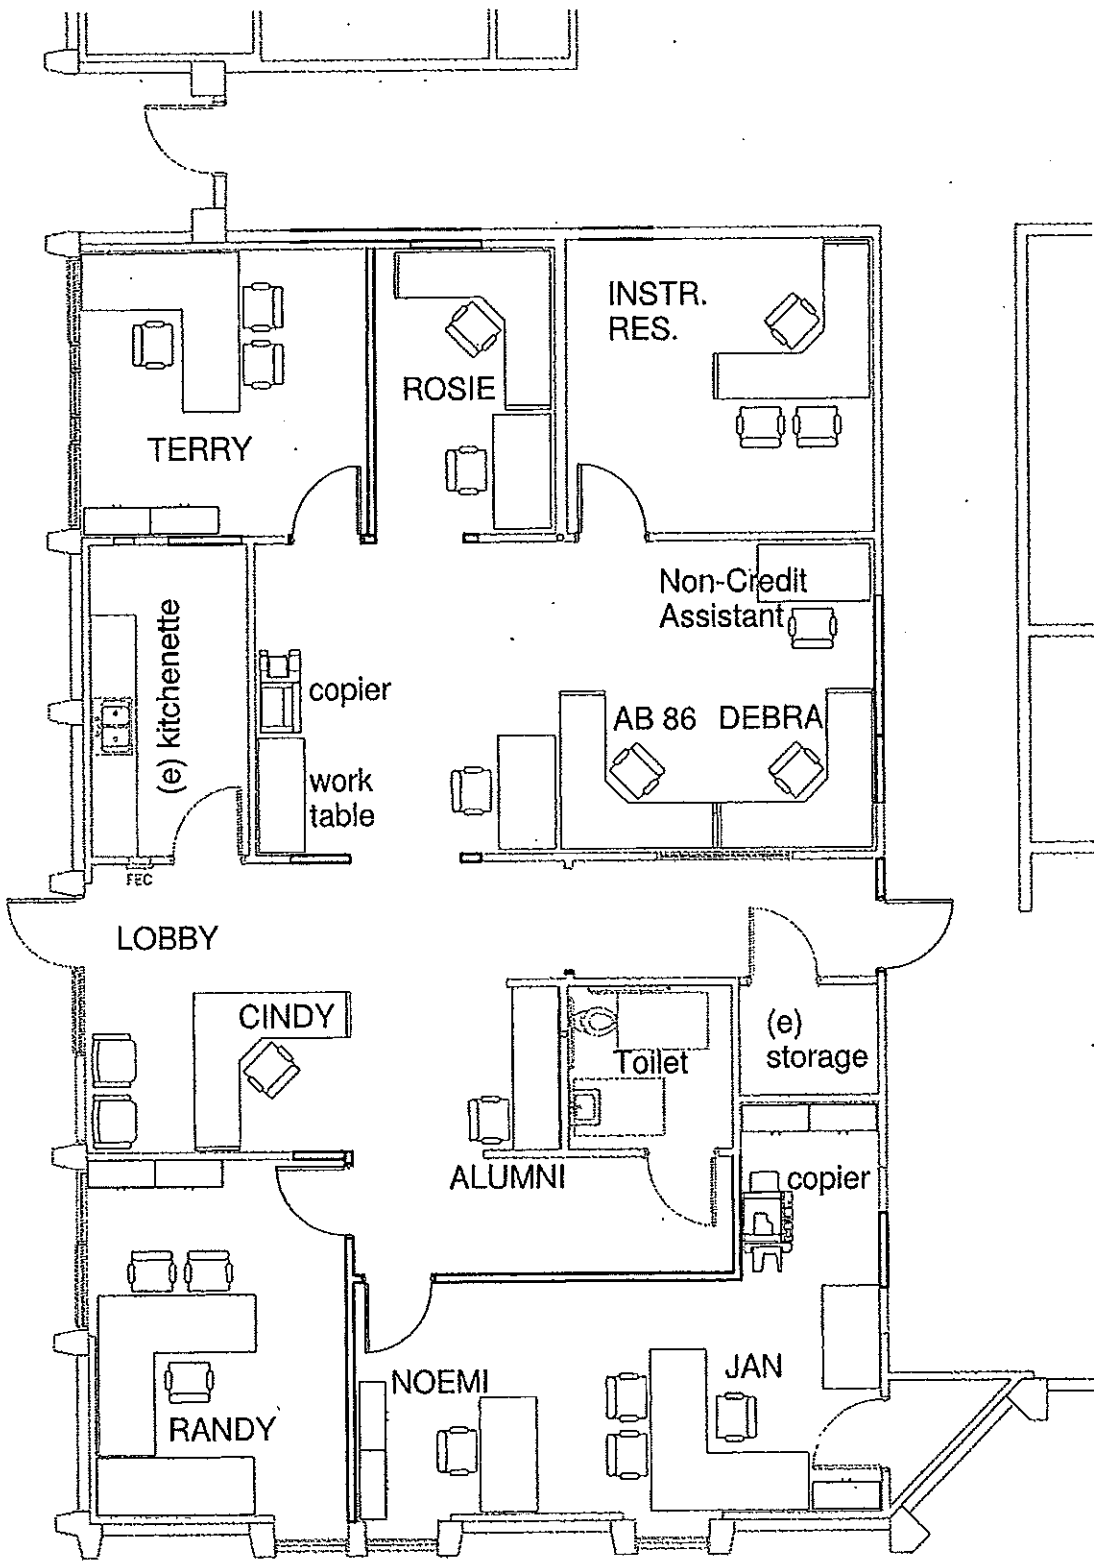 INSTR.
RES.
ROSIE
TERRY
Non-Credit
Assistant
(e) kitchenette
copier
AB 86
DEBRA
work
table
FEC
LOBBY
CINDY
(e)
storage
Toilet
ALUMNI
copier
JAN
NOEMI
RANDY